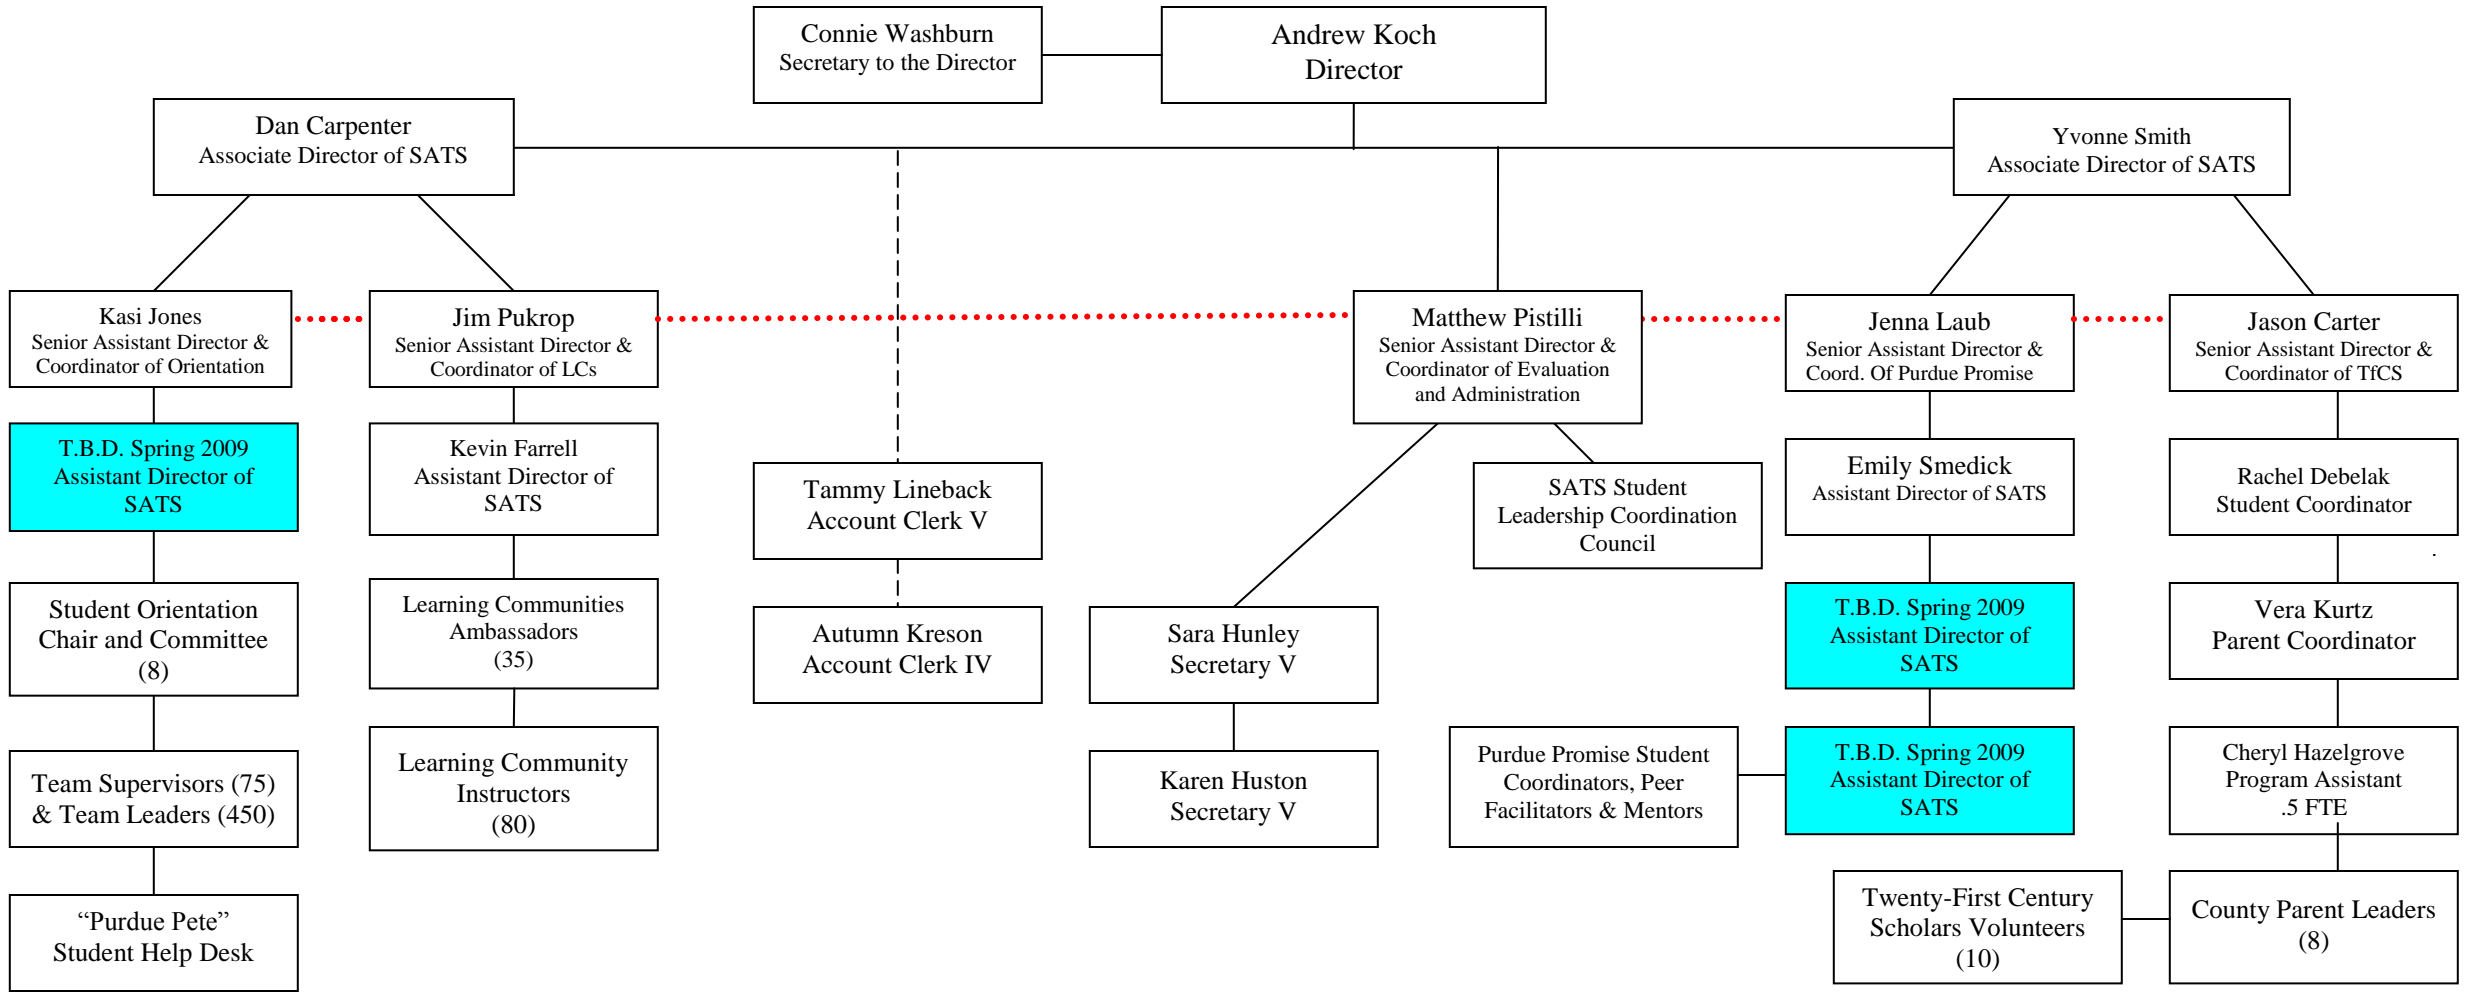 Connie Washburn
Secretary to the Director
Andrew Koch
Director
Dan Carpenter
Associate Director of SATS
Yvonne Smith
Associate Director of SATS
Kasi Jones
Senior Assistant Director &
Coordinator of Orientation
Jim Pukrop
Senior Assistant Director &
Coordinator of LCs
Matthew Pistilli
Senior Assistant Director &
Coordinator of Evaluation
and Administration
Jenna Laub
Senior Assistant Director &
Coord. Of Purdue Promise
Jason Carter
Senior Assistant Director &
Coordinator of TfCS
T.B.D. Spring 2009
Assistant Director of
SATS
Kevin Farrell
Assistant Director of
SATS
Tammy Lineback
Account Clerk V
SATS Student
Leadership Coordination
Council
Emily Smedick
Assistant Director of SATS
Rachel Debelak
Student Coordinator
.
Student Orientation
Chair and Committee
(8)
Learning Communities
Ambassadors
(35)
Autumn Kreson
Account Clerk IV
Sara Hunley
Secretary V
T.B.D. Spring 2009
Assistant Director of
SATS
Vera Kurtz
Parent Coordinator
Team Supervisors (75)
& Team Leaders (450)
Learning Community
Instructors
(80)
Karen Huston
Secretary V
Purdue Promise Student
Coordinators, Peer
Facilitators & Mentors
T.B.D. Spring 2009
Assistant Director of
SATS
Cheryl Hazelgrove
Program Assistant
.5 FTE
“Purdue Pete”
Student Help Desk
Twenty-First Century
Scholars Volunteers
(10)
County Parent Leaders
(8)